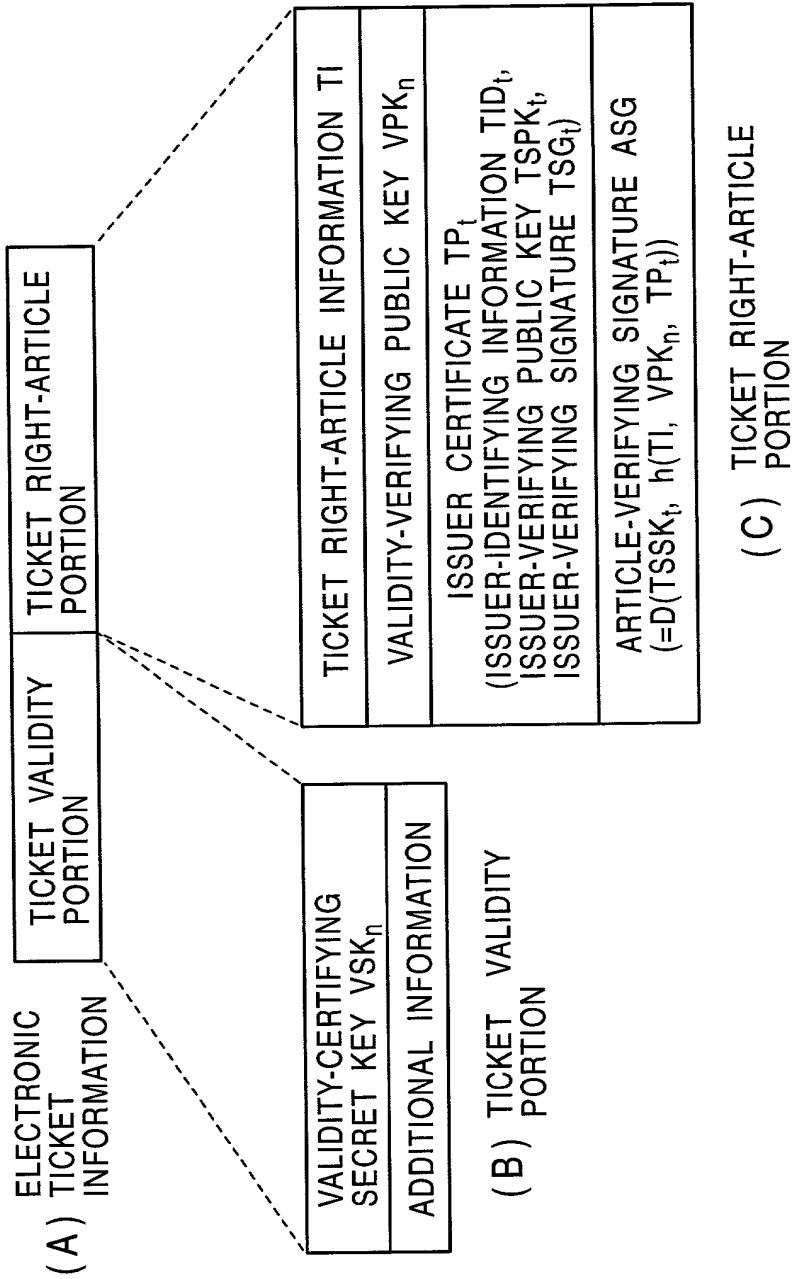 (A) ELECTRONIC
TICKET
INFORMATION
TICKET VALIDITY
PORTION
TICKET RIGHT-ARTICLE
PORTION
VALIDITY-CERTIFYING
SECRET KEY VSKn
ADDITIONAL INFORMATION
(B) TICKET VALIDITY
PORTION
TICKET RIGHT-ARTICLE INFORMATION TI
VALIDITY-VERIFYING PUBLIC KEY VPKn
ISSUER CERTIFICATE TPt
(ISSUER-IDENTIFYING INFORMATION TIDt,
ISSUER-VERIFYING PUBLIC KEY TSPKt,
ISSUER-VERIFYING SIGNATURE TSGt)
ARTICLE-VERIFYING SIGNATURE ASG
(=D(TSSKt, h(TI, VPKn, TPt))
(C) TICKET RIGHT-ARTICLE
PORTION